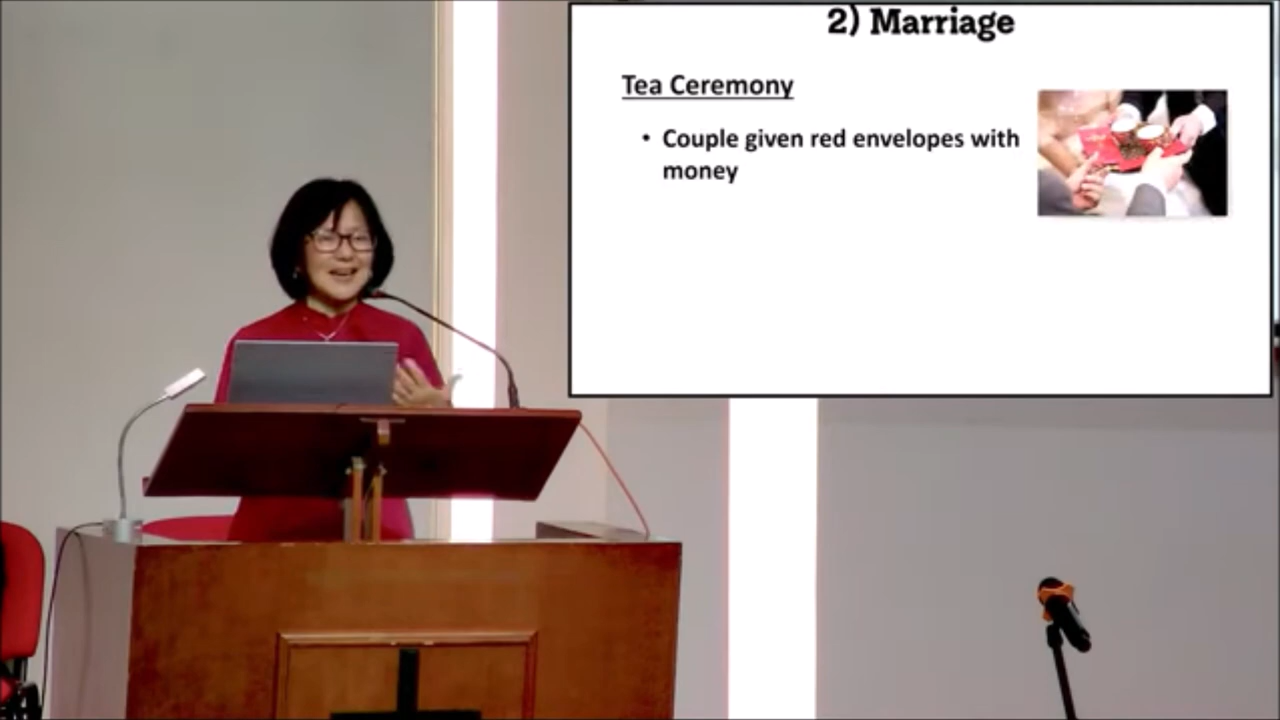 2) Marriage
Tea Ceremony
• Couple given red envelopes with
money